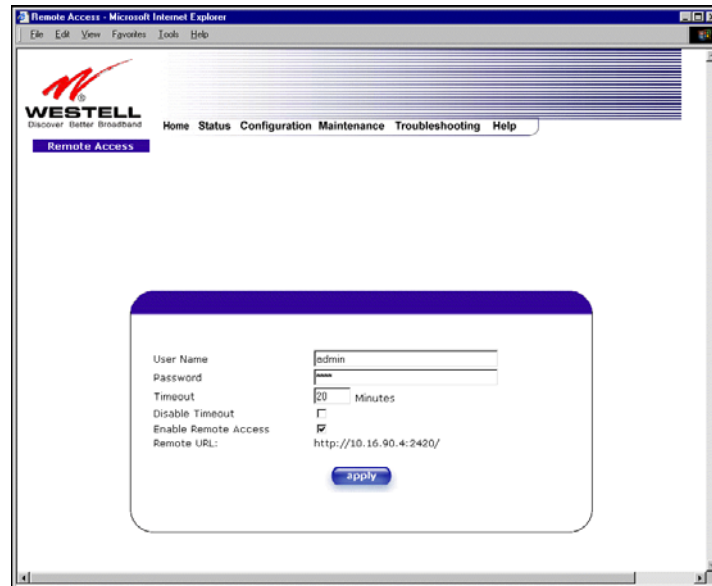 Remote Access - Microsoft Internet Explorer
File Edit View Favorites Tools Help
WESTELL
Discover Better Broadband
Home Status Configuration Maintenance Troubleshooting Help
Remote Access
User Name admin
Password ****
Timeout 20 Minutes
Disable Timeout
Enable Remote Access
Remote URL: http://10.16.90.4:2420/
apply